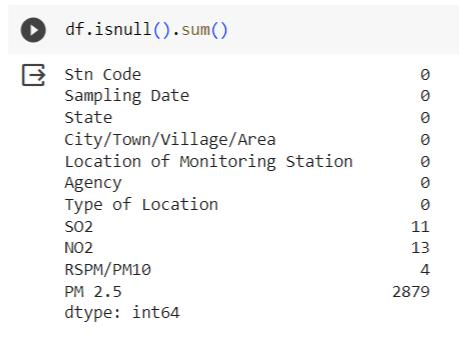 df.isnull().sum()
Stn Code 0
Sampling Date 0
State 0
City/Town/Village/Area 0
Location of Monitoring Station 0
Agency 0
Type of Location 0
SO2 11
NO2 13
RSPM/PM10 4
PM 2.5 2879
dtype: int64